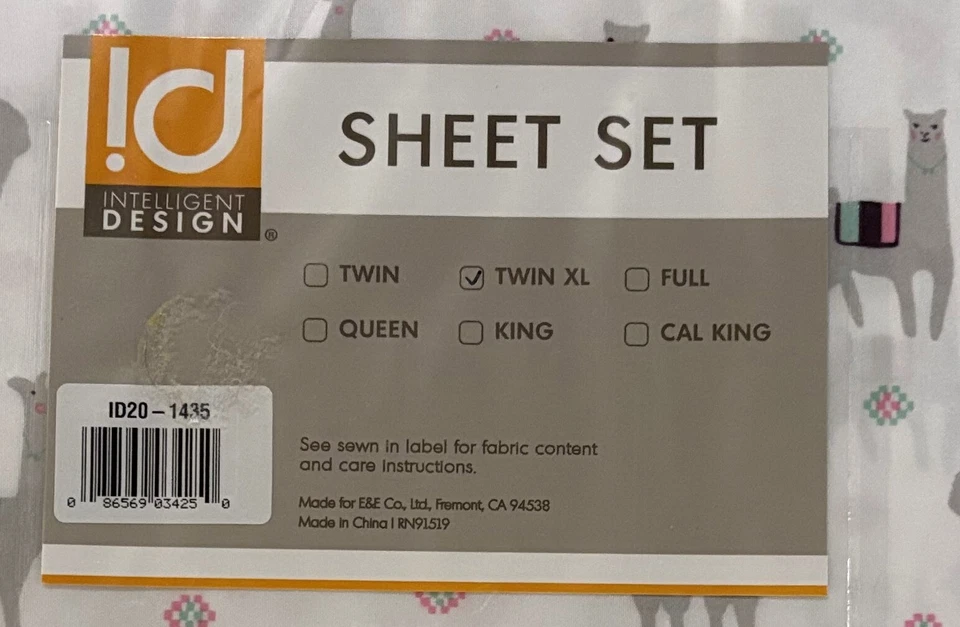 !d
INTELLIGENT
DESIGN®
SHEET SET
TWIN
TWIN XL
FULL
QUEEN
KING
CAL KING
ID20-1435
0 86569 03425 0
See sewn in label for fabric content
and care instructions.
Made for E&E Co., Ltd., Fremont, CA 94538
Made in China | RN91519